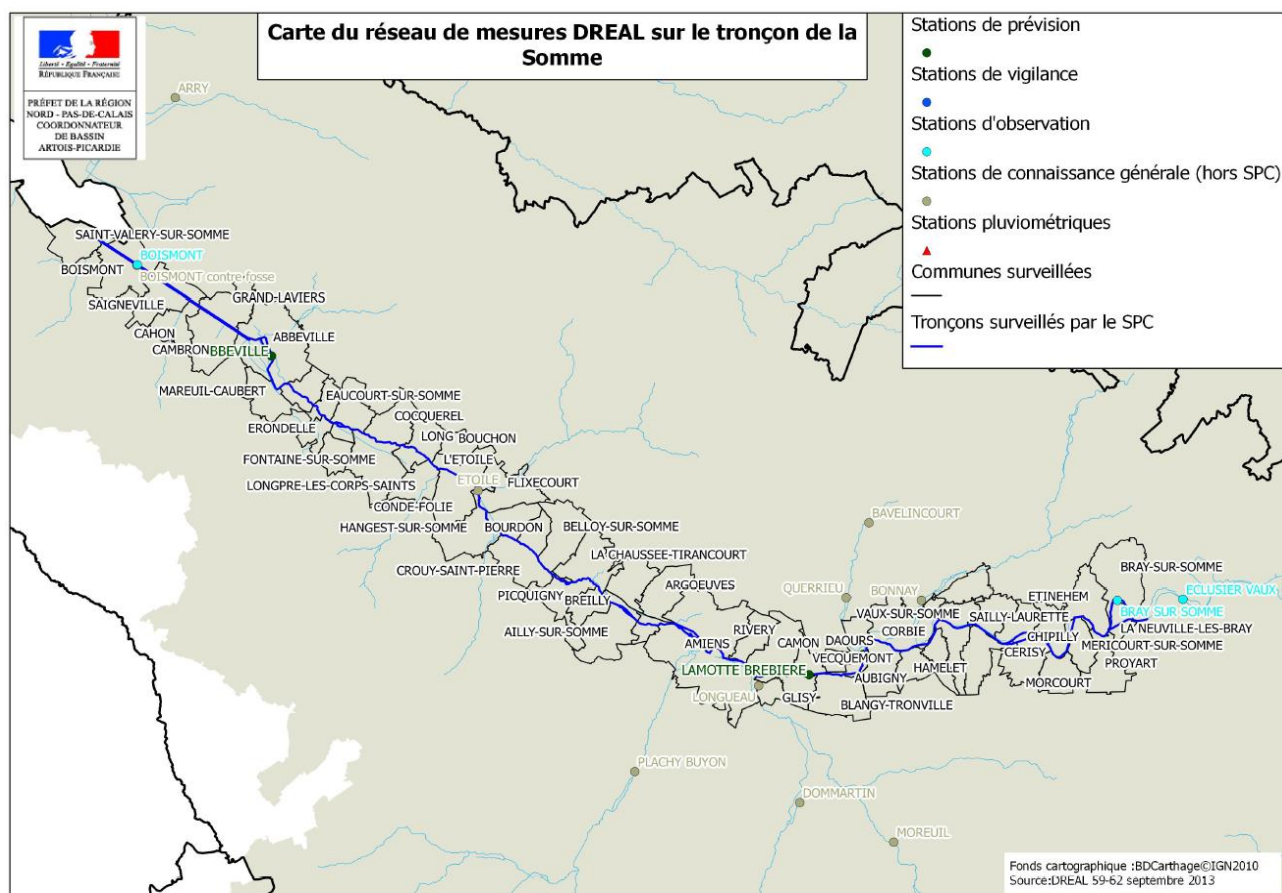 Carte du réseau de mesures DREAL sur le tronçon de la
Somme
Liberté • Égalité • Fraternité
RÉPUBLIQUE FRANÇAISE
PRÉFET DE LA RÉGION
NORD - PAS-DE-CALAIS
COORDONNATEUR
DE BASSIN
ARTOIS-PICARDIE
Stations de prévision
Stations de vigilance
Stations d'observation
Stations de connaissance générale (hors SPC)
Stations pluviométriques
Communes surveillées
Tronçons surveillés par le SPC
ARRY
SAINT-VALERY-SUR-SOMME
BOISMONT
BOISMONT
BOISMONT contre-fosse
GRAND-LAVIERS
SAIGNEVILLE
CAHON
ABBEVILLE
CAMBRON
BBEVILLE
MAREUIL-CAUBERT
EAUCOURT-SUR-SOMME
COCQUEREL
ERONDELLE
LONG
BOUCHON
FONTAINE-SUR-SOMME
L'ETOILE
LONGPRE-LES-CORPS-SAINTS
ETOILE
FLIXECOURT
CONDE-FOLIE
HANGEST-SUR-SOMME
BOURDON
BELLOY-SUR-SOMME
BAVELINCOURT
LA CHAUSSEE-TIRANCOURT
CROUY-SAINT-PIERRE
ARGOEUVES
PICQUIGNY
BREILLY
QUERRIEU
BONNAY
ETINEHEM
BRAY-SUR-SOMME
ECLUSIER VAUX
BRAY SUR SOMME
VAUX-SUR-SOMME
SAILLY-LAURETTE
AILLY-SUR-SOMME
RIVERY
CORBIE
LA NEUVILLE-LES-BRAY
AMIENS
CAMON
DAOURS
CHIPILLY
MERICOURT-SUR-SOMME
CERISY
VECQUEMONT
HAMELET
PROYART
LAMOTTE BREBIERE
AUBIGNY
MORCOURT
LONGUEAU
GLISY
BLANGY-TRONVILLE
PLACHY BUYON
DOMMARTIN
MOREUIL
Fonds cartographique :BDCarthage©IGN2010
Source:DREAL 59-62 septembre 2013